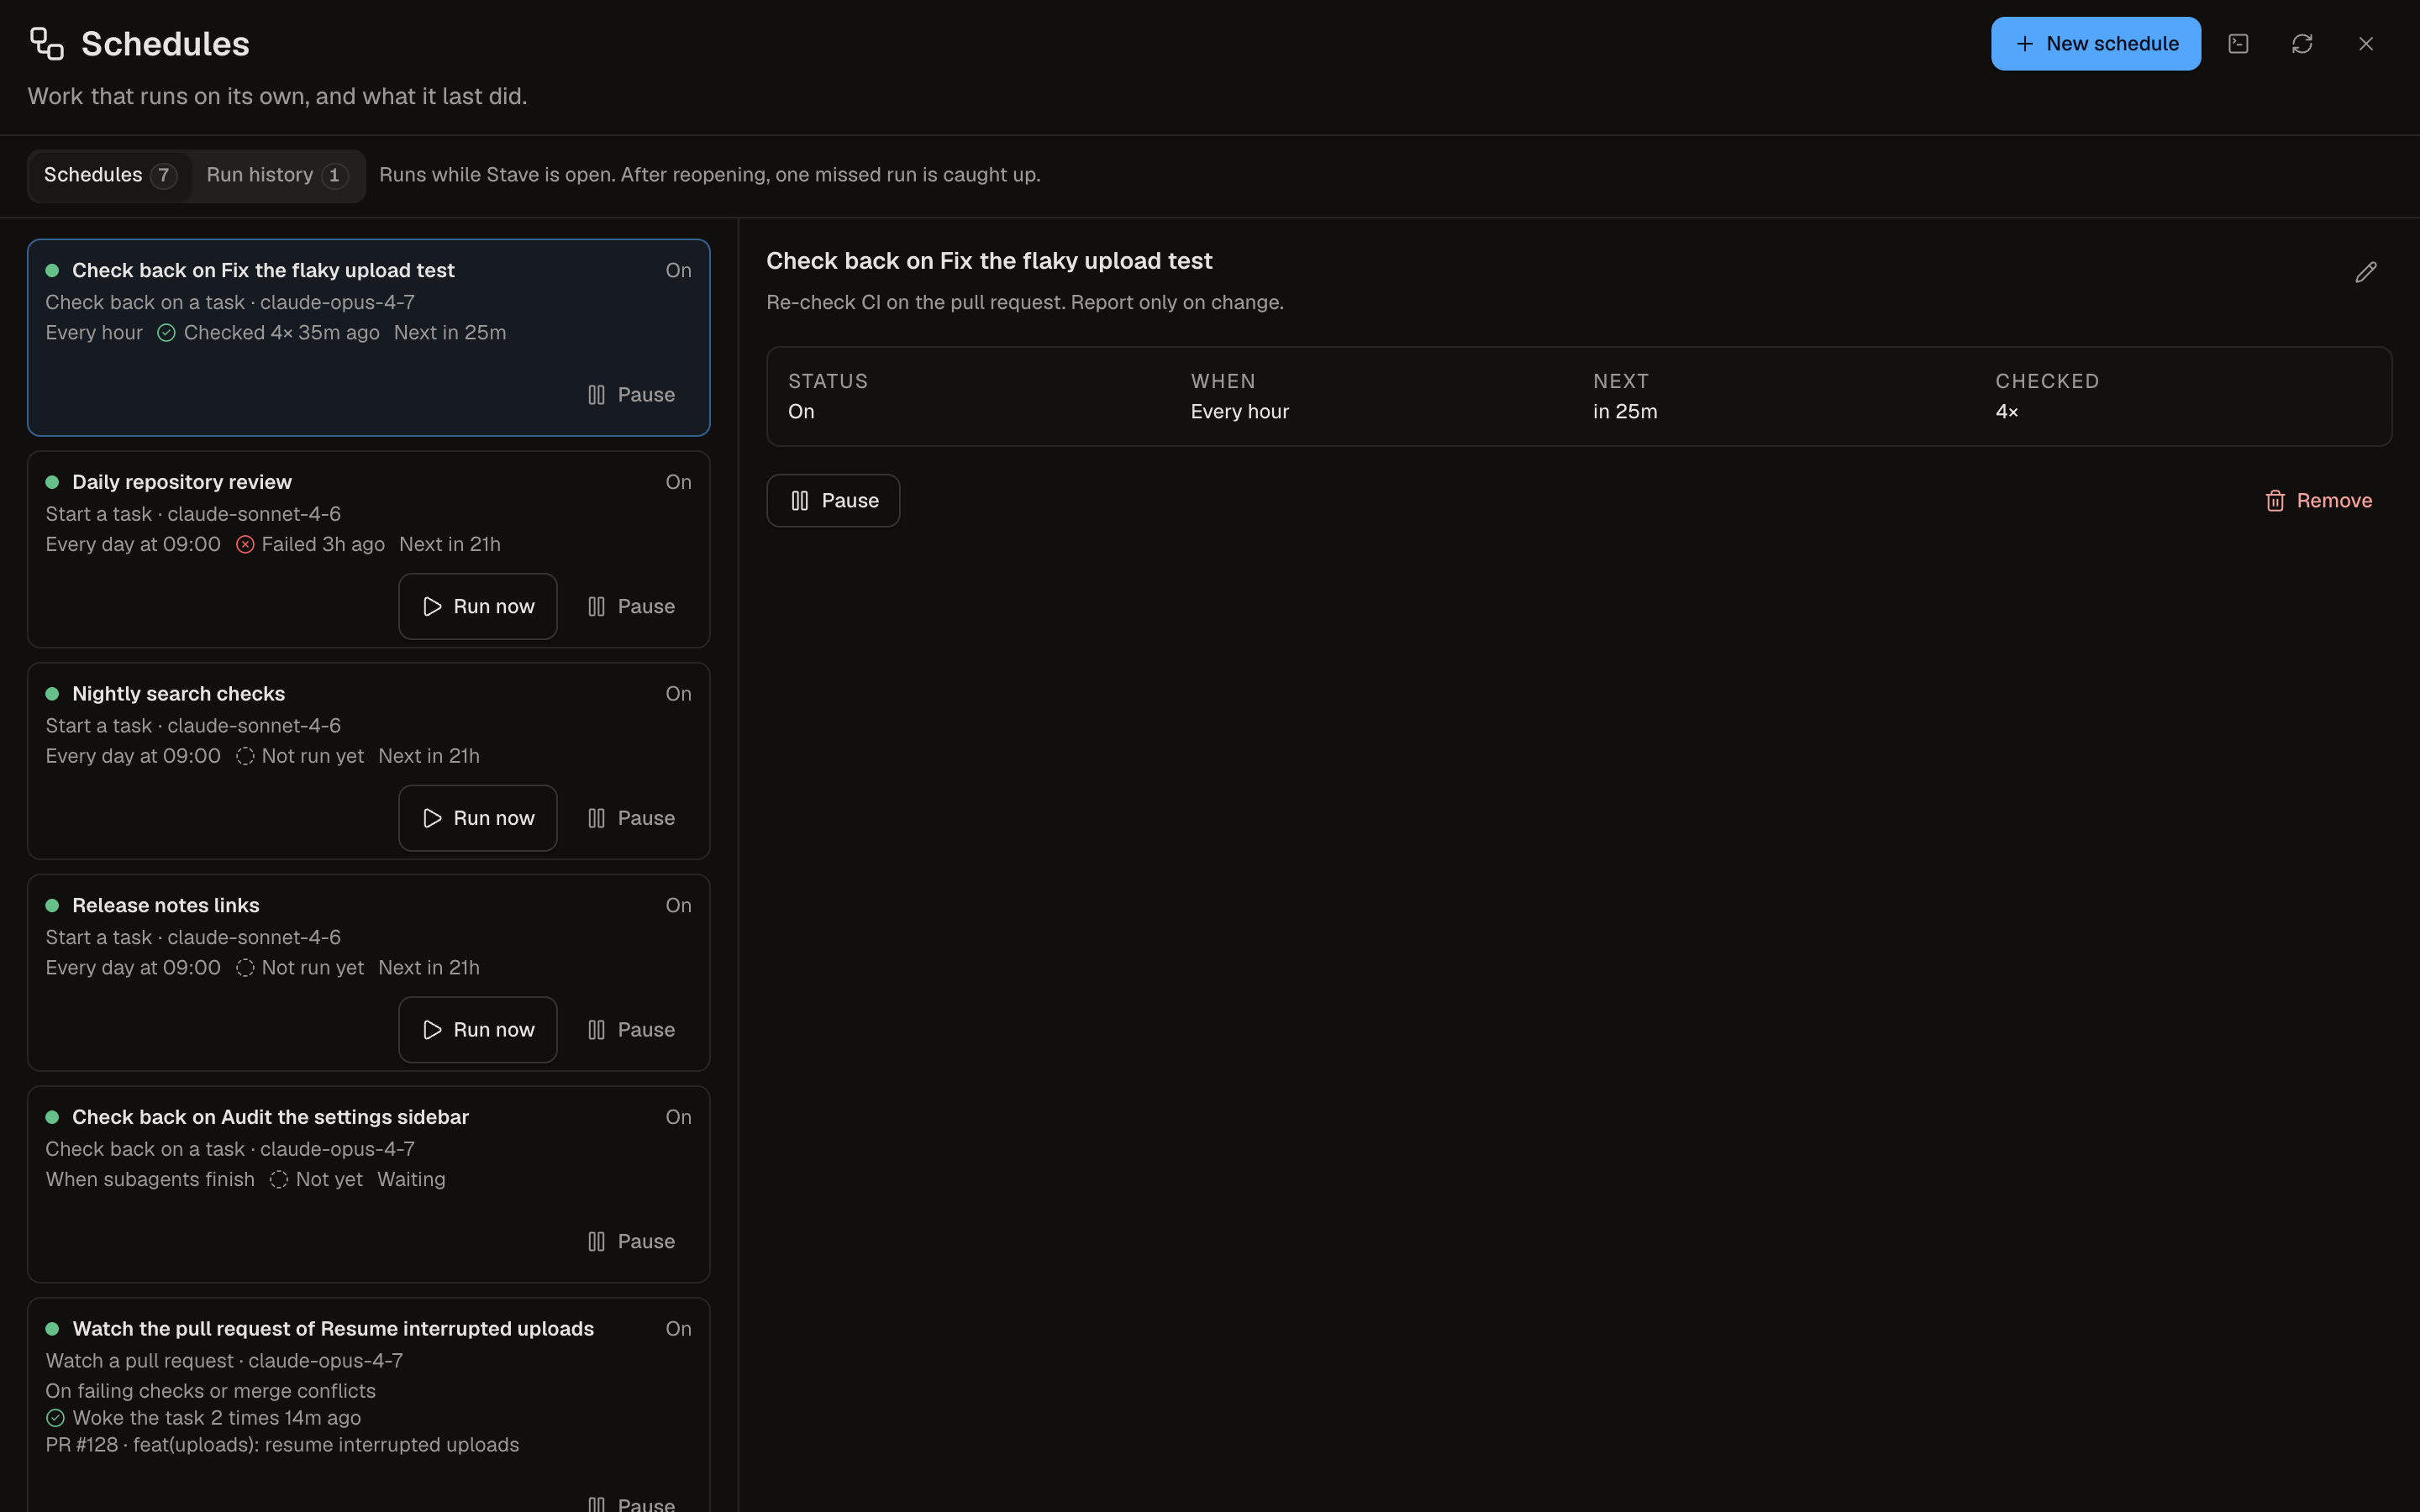 Schedules
Work that runs on its own, and what it last did.
New schedule
Schedules 7
Run history 1
Runs while Stave is open. After reopening, one missed run is caught up.
Check back on Fix the flaky upload test
On
Check back on a task · claude-opus-4-7
Every hour Checked 4× 35m ago Next in 25m
Pause
Daily repository review
On
Start a task · claude-sonnet-4-6
Every day at 09:00 Failed 3h ago Next in 21h
Run now
Pause
Nightly search checks
On
Start a task · claude-sonnet-4-6
Every day at 09:00 Not run yet Next in 21h
Run now
Pause
Release notes links
On
Start a task · claude-sonnet-4-6
Every day at 09:00 Not run yet Next in 21h
Run now
Pause
Check back on Audit the settings sidebar
On
Check back on a task · claude-opus-4-7
When subagents finish Not yet Waiting
Pause
Watch the pull request of Resume interrupted uploads
On
Watch a pull request · claude-opus-4-7
On failing checks or merge conflicts
Woke the task 2 times 14m ago
PR #128 · feat(uploads): resume interrupted uploads
Pause
Check back on Fix the flaky upload test
Re-check CI on the pull request. Report only on change.
STATUS
On
WHEN
Every hour
NEXT
in 25m
CHECKED
4×
Pause
Remove